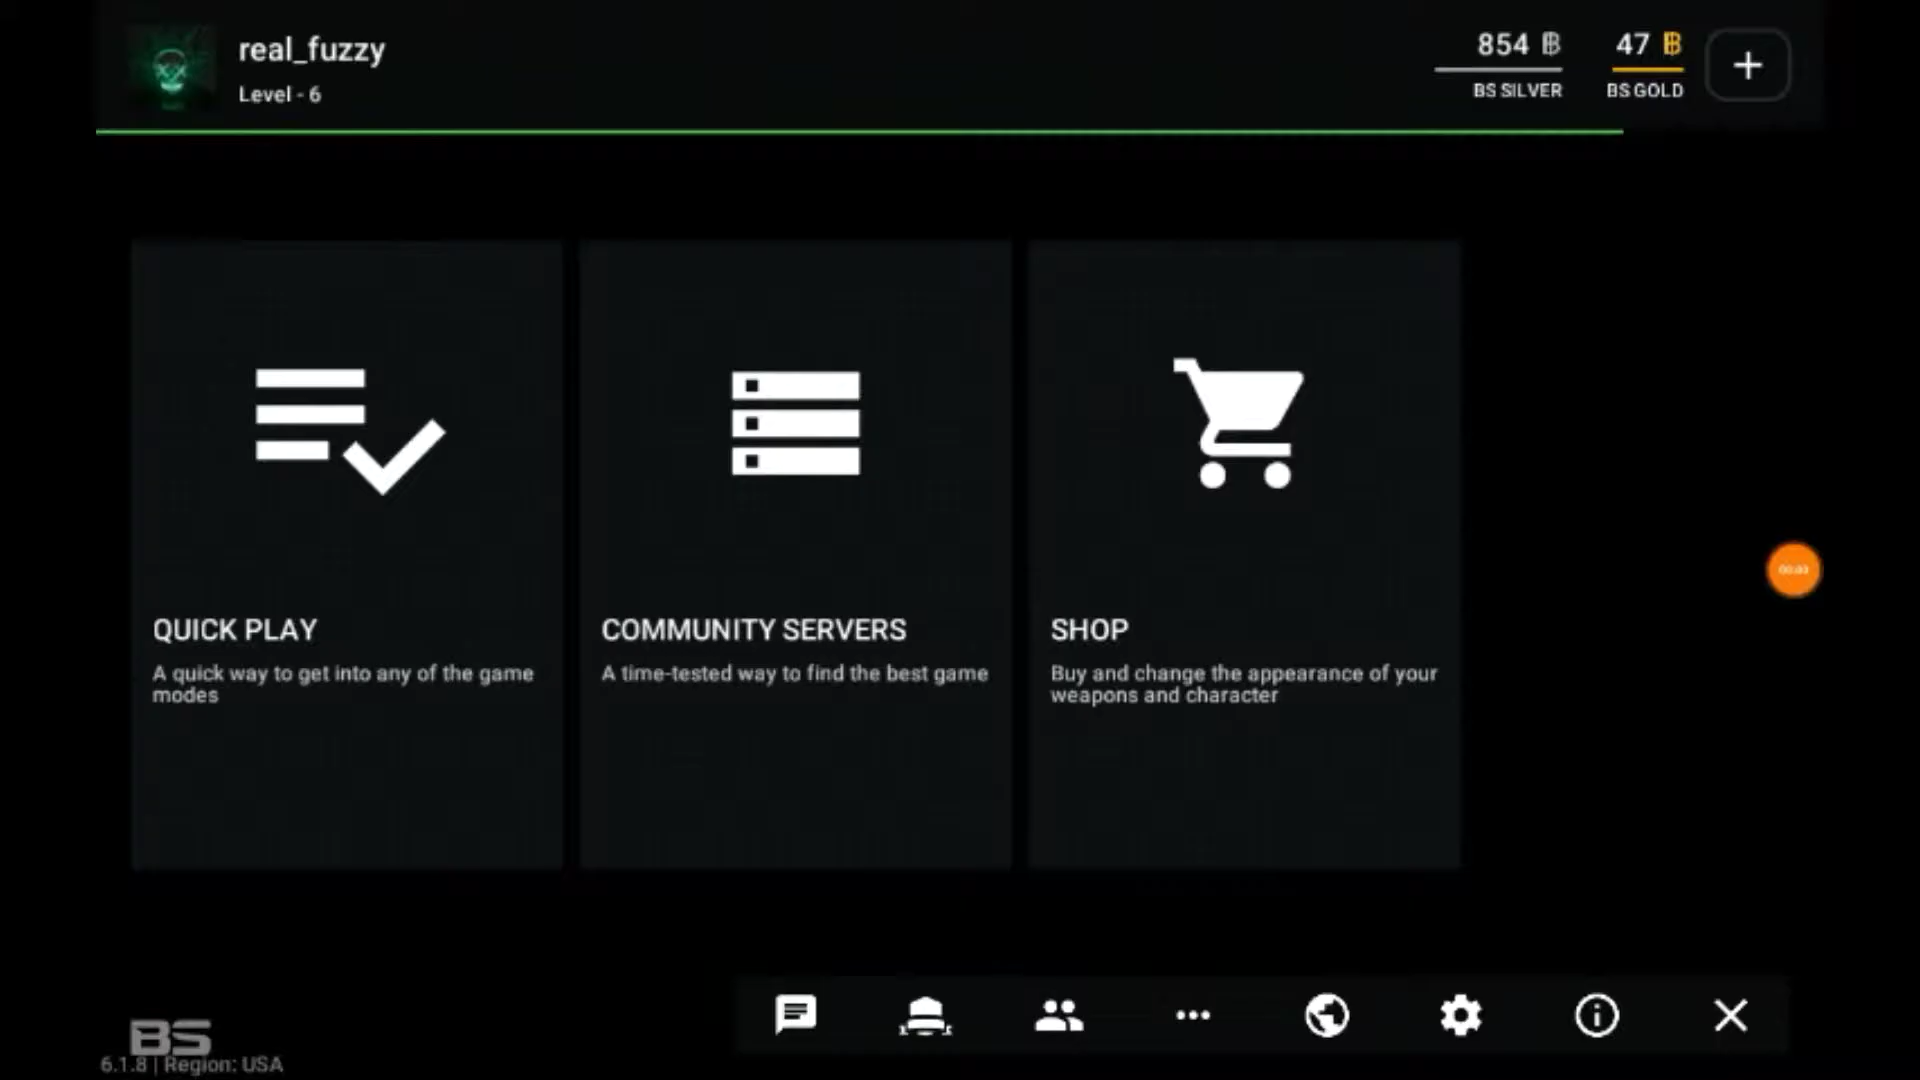 real_fuzzy
Level - 6
854
BS SILVER
47
BS GOLD
QUICK PLAY
A quick way to get into any of the game
modes
COMMUNITY SERVERS
A time-tested way to find the best game
SHOP
Buy and change the appearance of your
weapons and character
BS
6.1.8 | Region: USA